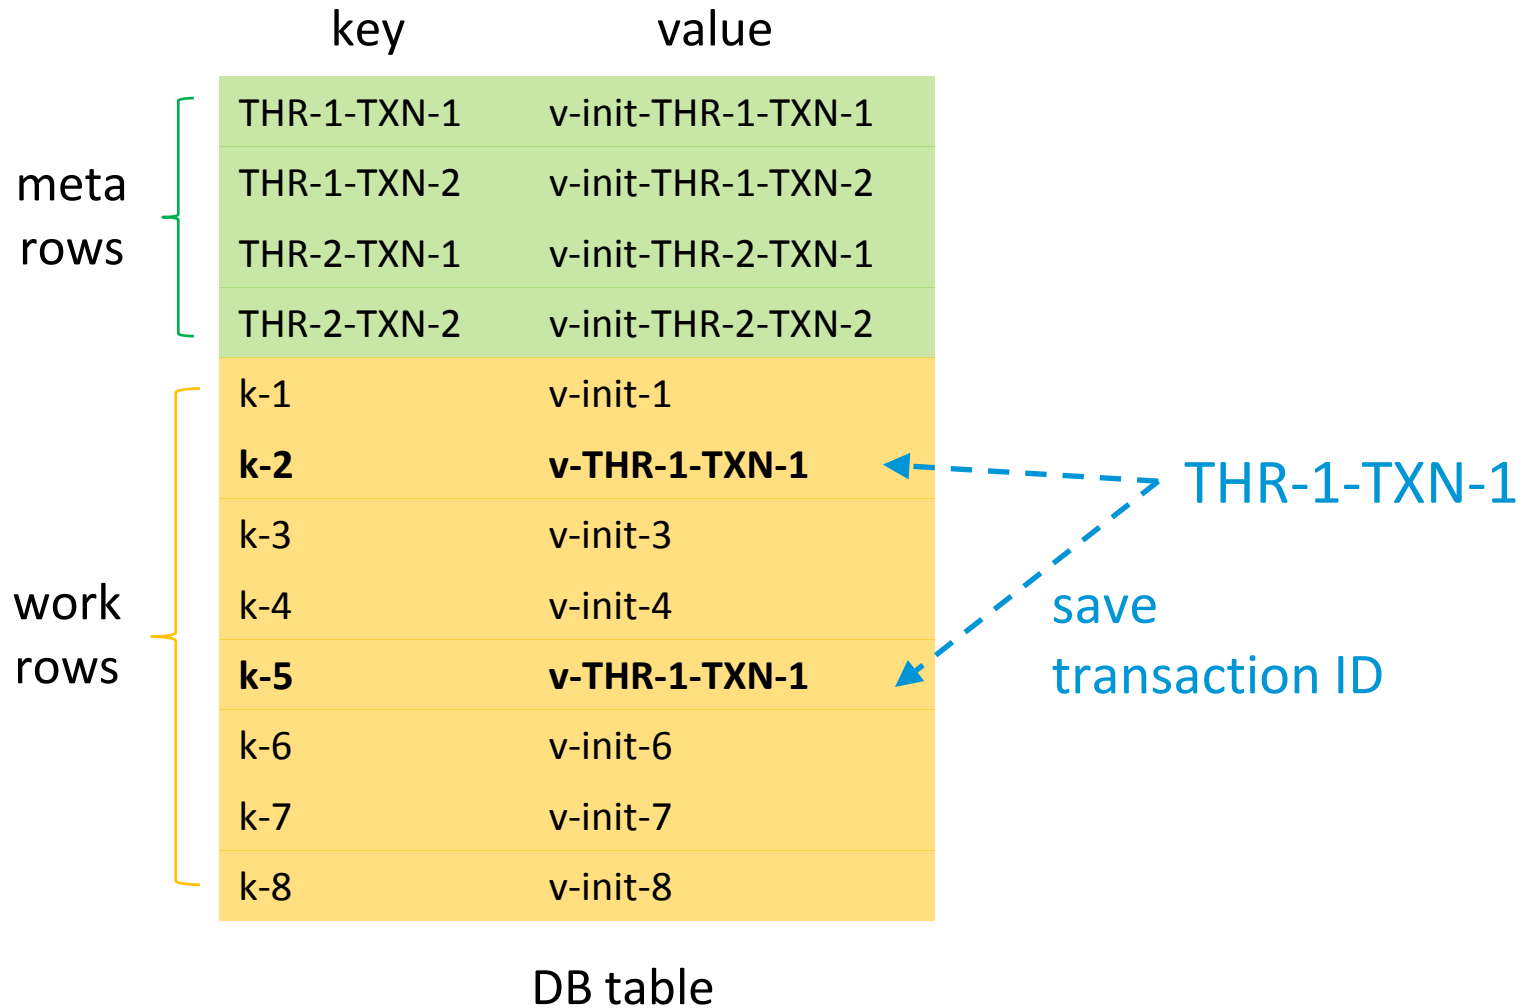 key value
THR-1-TXN-1 v-init-THR-1-TXN-1
THR-1-TXN-2 v-init-THR-1-TXN-2
THR-2-TXN-1 v-init-THR-2-TXN-1
THR-2-TXN-2 v-init-THR-2-TXN-2
meta
rows
k-1 v-init-1
k-2 v-THR-1-TXN-1
k-3 v-init-3
k-4 v-init-4
k-5 v-THR-1-TXN-1
k-6 v-init-6
k-7 v-init-7
k-8 v-init-8
work
rows
THR-1-TXN-1
save
transaction ID
DB table